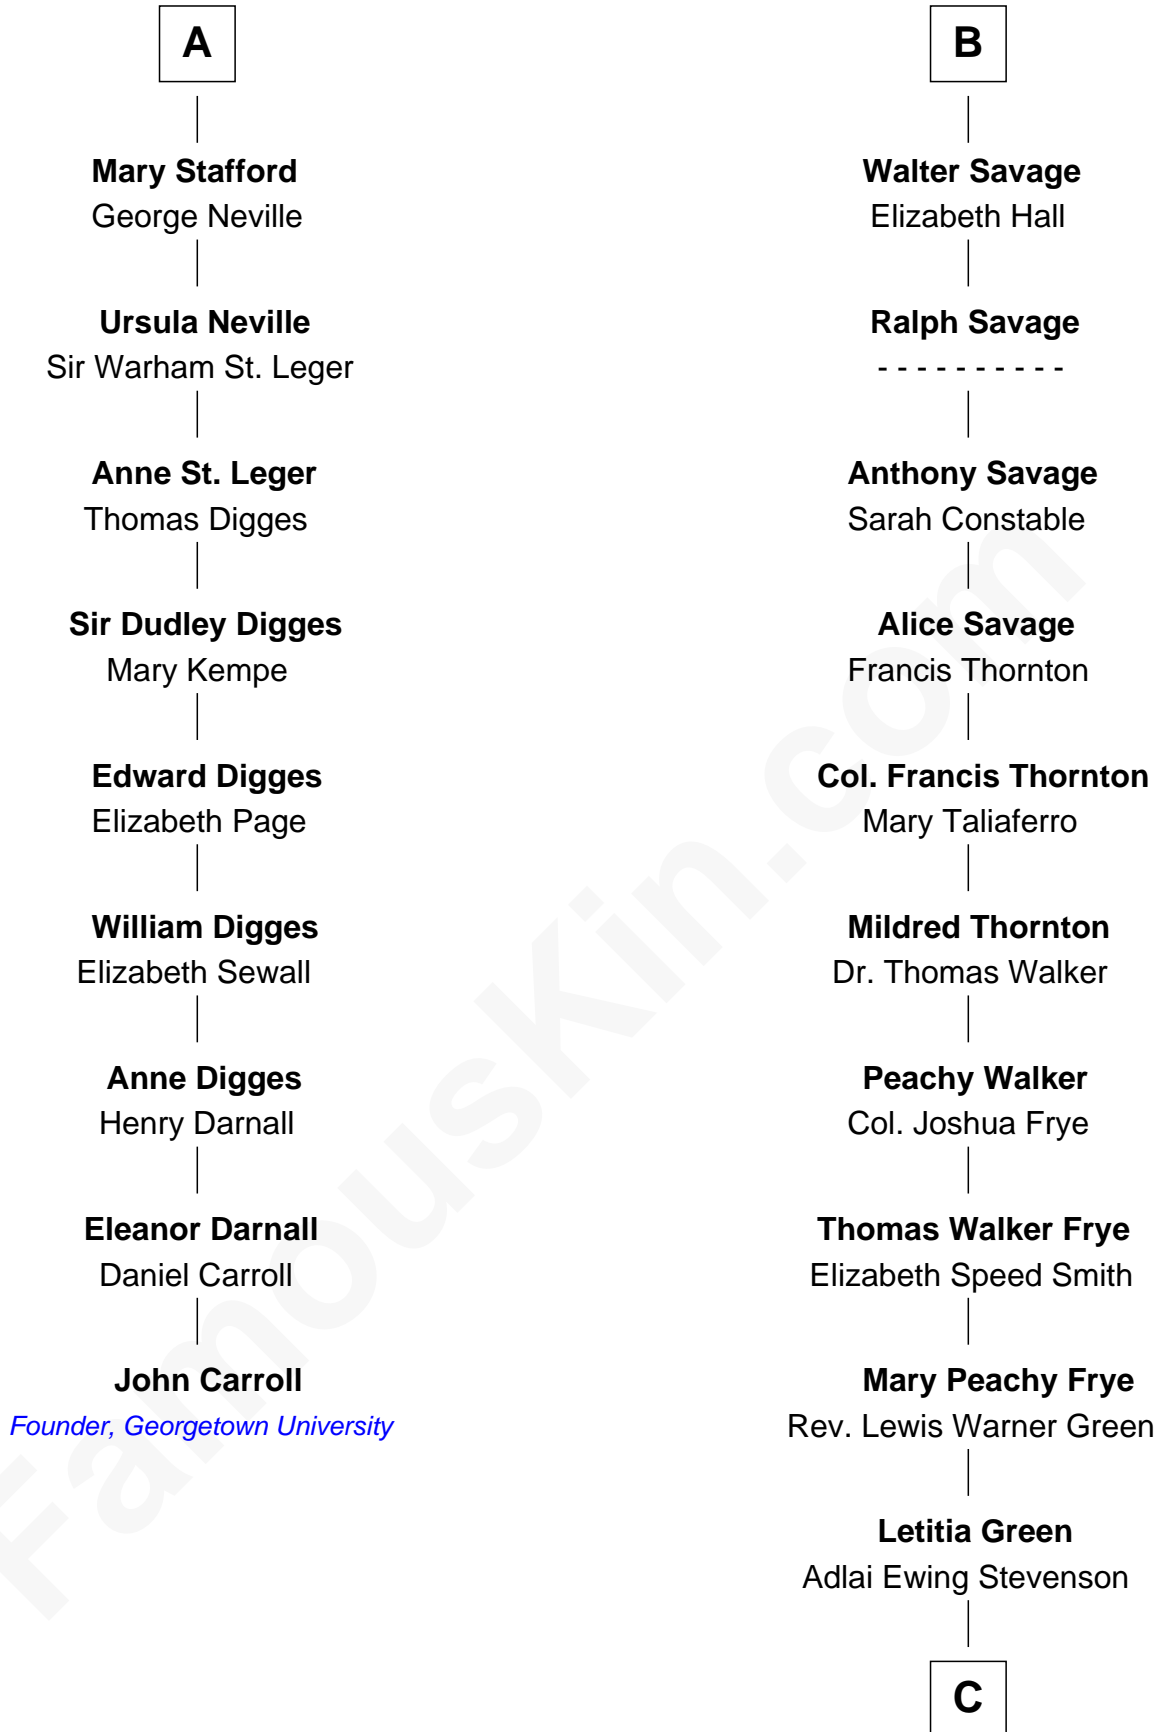 A
Mary Stafford
George Neville
Ursula Neville
Sir Warham St. Leger
Anne St. Leger
Thomas Digges
Sir Dudley Digges
Mary Kempe
Edward Digges
Elizabeth Page
William Digges
Elizabeth Sewall
Anne Digges
Henry Darnall
Eleanor Darnall
Daniel Carroll
John Carroll
Founder, Georgetown University
B
Walter Savage
Elizabeth Hall
Ralph Savage
- - - - - - - - - -
Anthony Savage
Sarah Constable
Alice Savage
Francis Thornton
Col. Francis Thornton
Mary Taliaferro
Mildred Thornton
Dr. Thomas Walker
Peachy Walker
Col. Joshua Frye
Thomas Walker Frye
Elizabeth Speed Smith
Mary Peachy Frye
Rev. Lewis Warner Green
Letitia Green
Adlai Ewing Stevenson
C
FamousKin.com